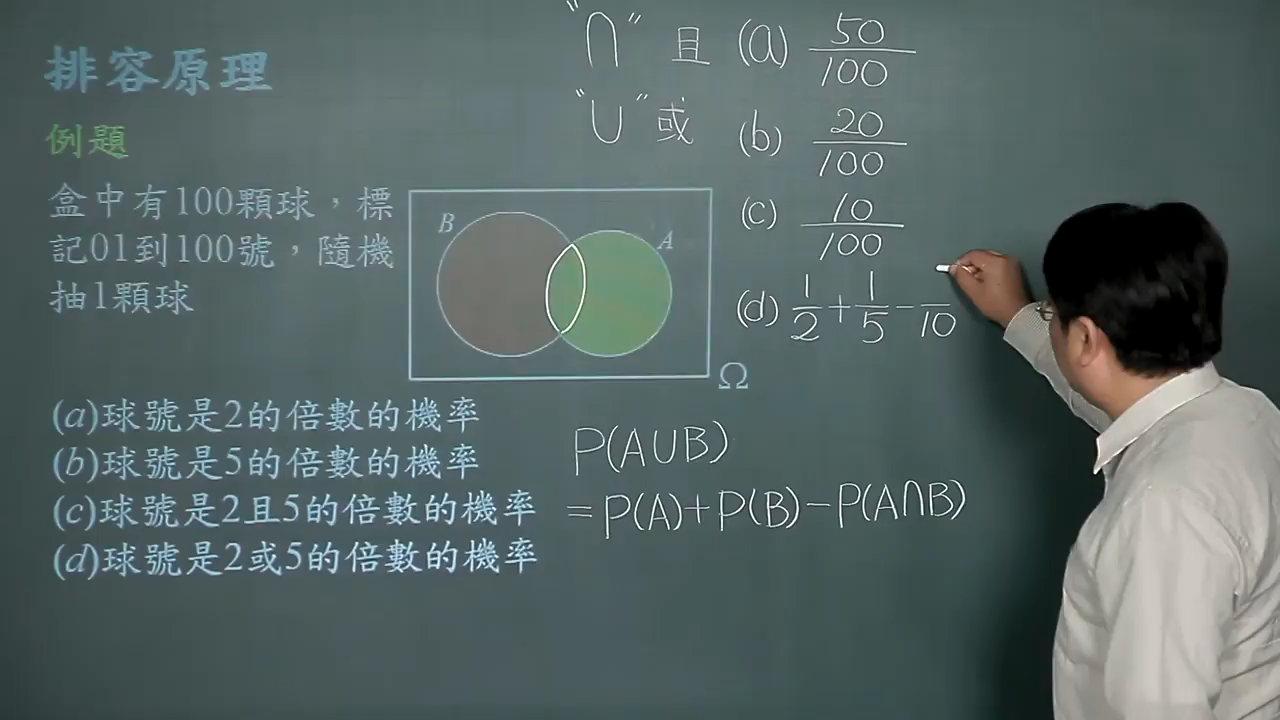 排容原理
例題
盒中有100顆球，標
記01到100號，隨機
抽1顆球
B
A
Ω
(a)球號是2的倍數的機率
(b)球號是5的倍數的機率
(c)球號是2且5的倍數的機率
(d)球號是2或5的倍數的機率
"∩" 且
"∪" 或
(a) 50/100
(b) 20/100
(c) 10/100
(d) 1/2 + 1/5 - /10
P(A∪B)
= P(A)+P(B)-P(A∩B)